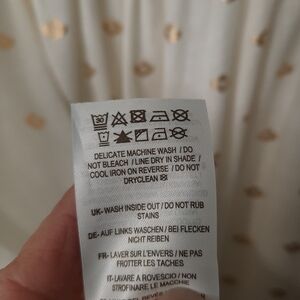 30
DELICATE MACHINE WASH / DO
NOT BLEACH / LINE DRY IN SHADE /
COOL IRON ON REVERSE / DO NOT
DRYCLEAN
UK- WASH INSIDE OUT / DO NOT RUB
STAINS
DE- AUF LINKS WASCHEN / BEI FLECKEN
NICHT REIBEN
FR- LAVER SUR L'ENVERS / NE PAS
FROTTER LES TACHES
IT- LAVARE A ROVESCIO / NON
STROFINARE LE MACCHIE